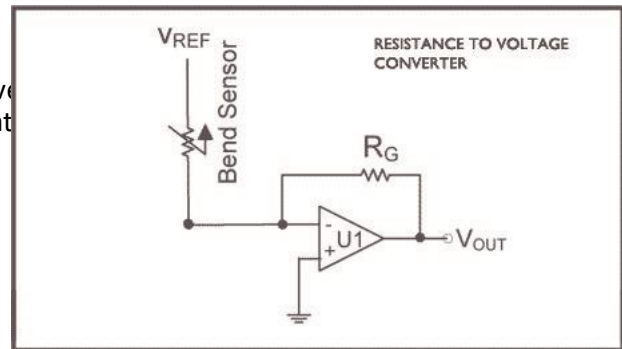 VREF
RESISTANCE TO VOLTAGE
CONVERTER
Bend Sensor
RG
-
U1
+
VOUT